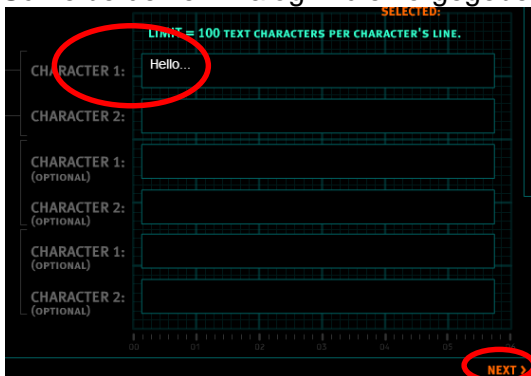 SELECTED:
LIMIT = 100 TEXT CHARACTERS PER CHARACTER'S LINE.
CHARACTER 1:
Hello...
CHARACTER 2:
CHARACTER 1:
(OPTIONAL)
CHARACTER 2:
(OPTIONAL)
CHARACTER 1:
(OPTIONAL)
CHARACTER 2:
(OPTIONAL)
00 01 02 03 04 05
NEXT >